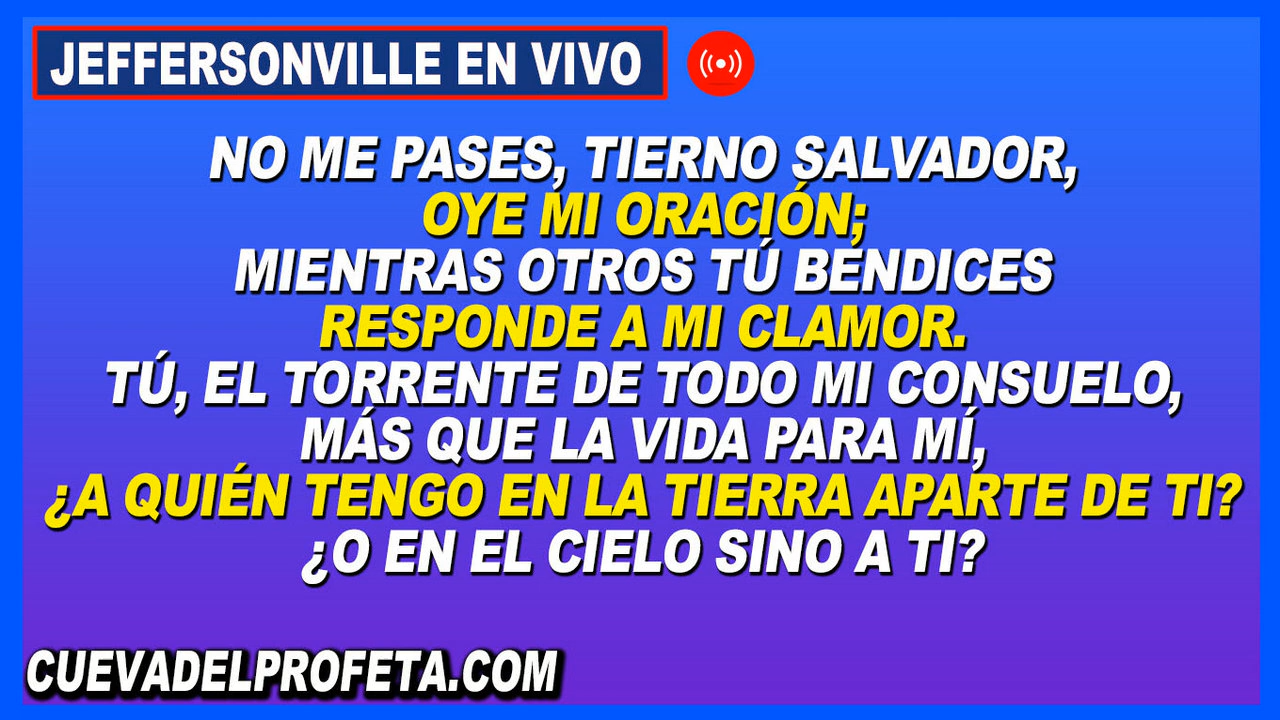 JEFFERSONVILLE EN VIVO
NO ME PASES, TIERNO SALVADOR,
OYE MI ORACIÓN;
MIENTRAS OTROS TÚ BENDICES
RESPONDE A MI CLAMOR.
TÚ, EL TORRENTE DE TODO MI CONSUELO,
MÁS QUE LA VIDA PARA MÍ,
¿A QUIÉN TENGO EN LA TIERRA APARTE DE TI?
¿O EN EL CIELO SINO A TI?
CUEVADELPROFETA.COM